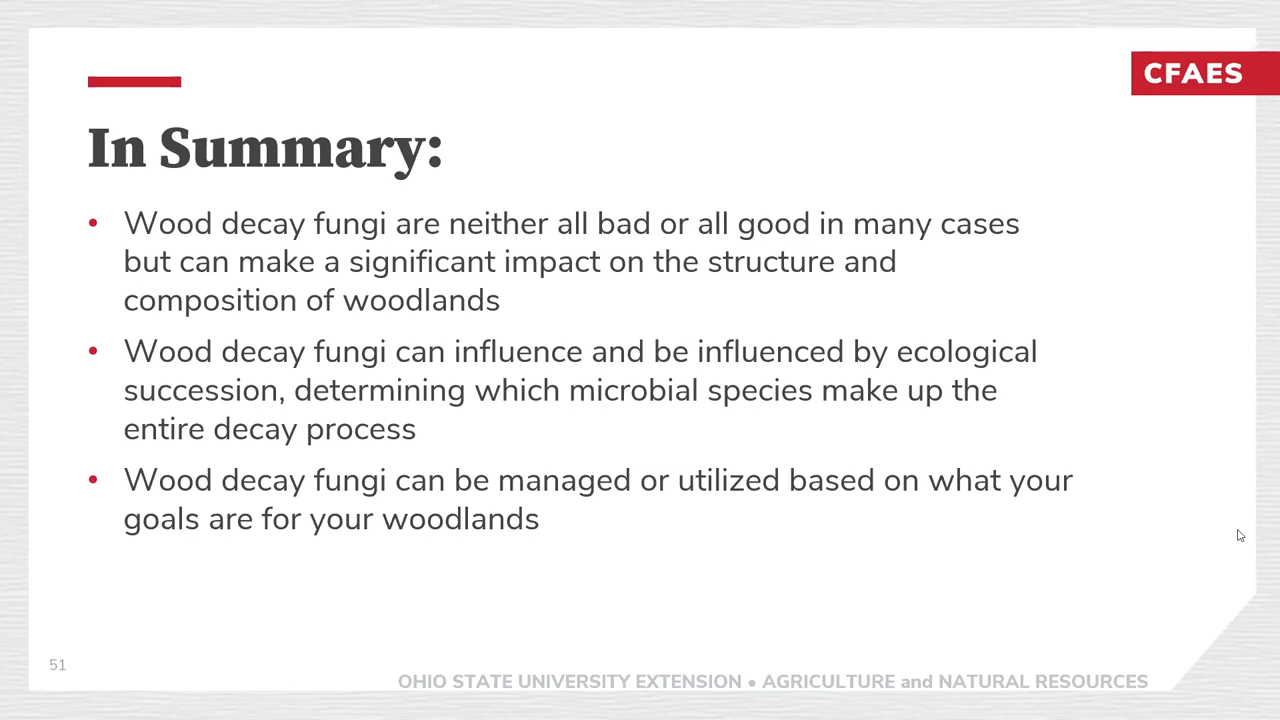 CFAES
In Summary:
• Wood decay fungi are neither all bad or all good in many cases
but can make a significant impact on the structure and
composition of woodlands
• Wood decay fungi can influence and be influenced by ecological
succession, determining which microbial species make up the
entire decay process
• Wood decay fungi can be managed or utilized based on what your
goals are for your woodlands
51
OHIO STATE UNIVERSITY EXTENSION • AGRICULTURE and NATURAL RESOURCES